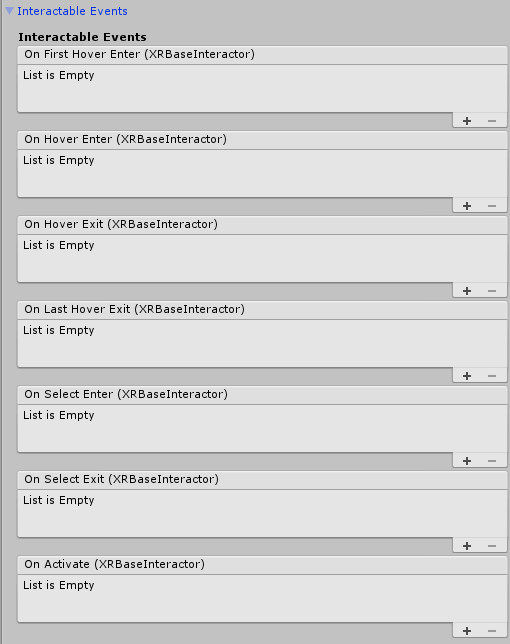 Interactable Events
Interactable Events
On First Hover Enter (XRBaseInteractor)
List is Empty
On Hover Enter (XRBaseInteractor)
List is Empty
On Hover Exit (XRBaseInteractor)
List is Empty
On Last Hover Exit (XRBaseInteractor)
List is Empty
On Select Enter (XRBaseInteractor)
List is Empty
On Select Exit (XRBaseInteractor)
List is Empty
On Activate (XRBaseInteractor)
List is Empty